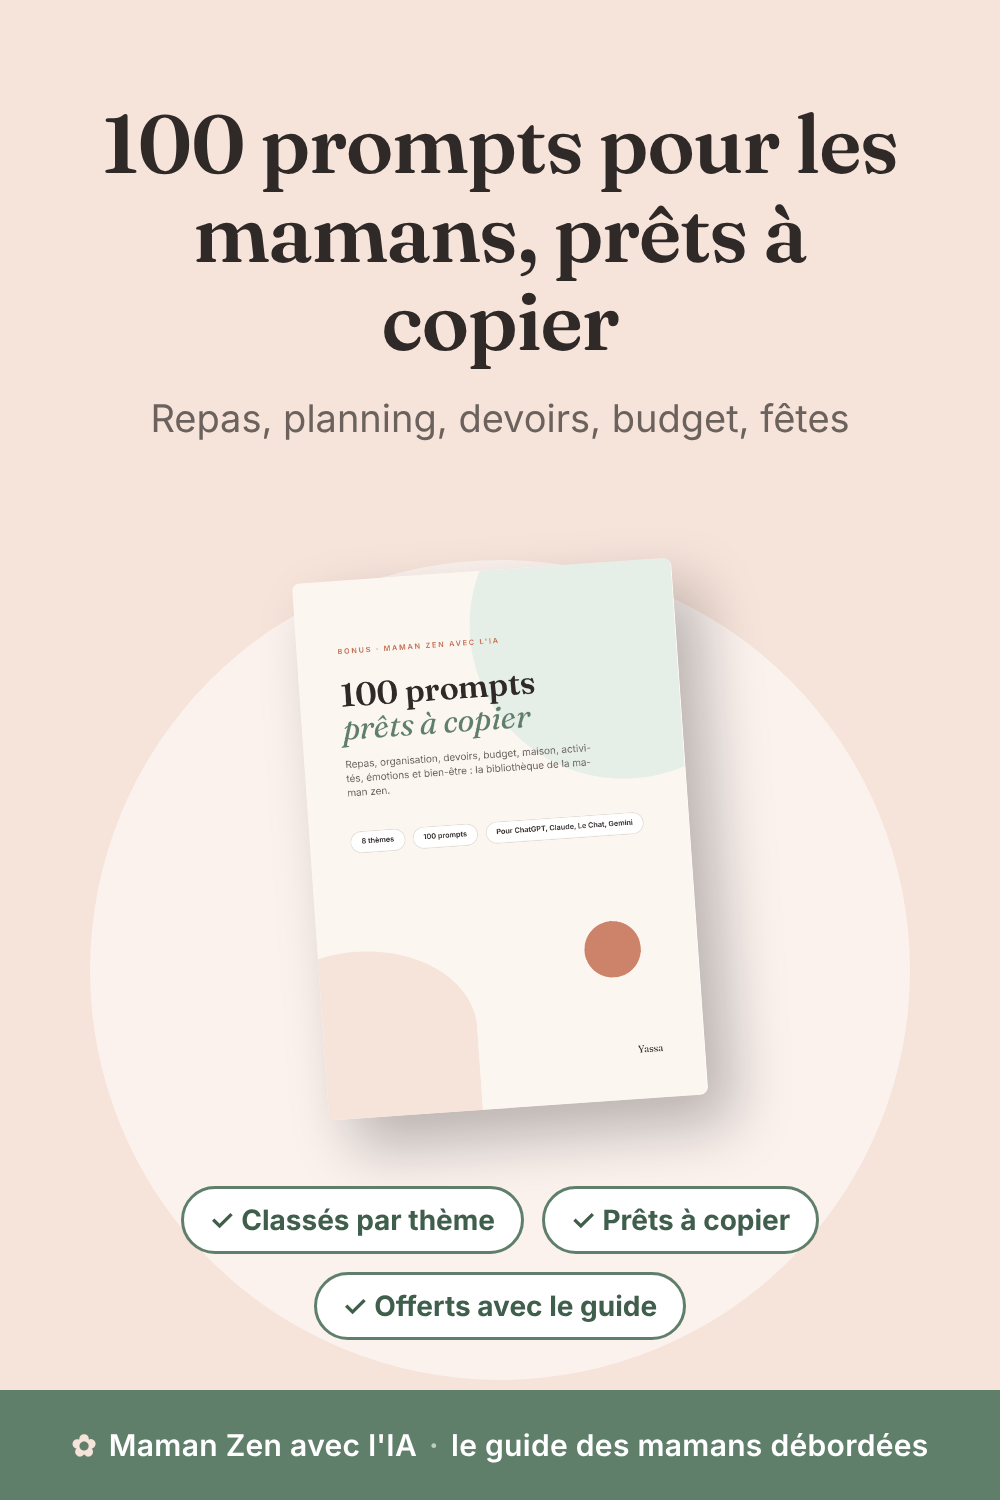 100 prompts pour les
mamans, prêts à
copier
Repas, planning, devoirs, budget, fêtes
BONUS · MAMAN ZEN AVEC L'IA
100 prompts
prêts à copier
Repas, organisation, devoirs, budget, maison, activi-
tés, émotions et bien-être : la bibliothèque de la ma-
man zen.
8 thèmes
100 prompts
Pour ChatGPT, Claude, Le Chat, Gemini
Yassa
✓ Classés par thème
✓ Prêts à copier
✓ Offerts avec le guide
✿ Maman Zen avec l'IA · le guide des mamans débordées